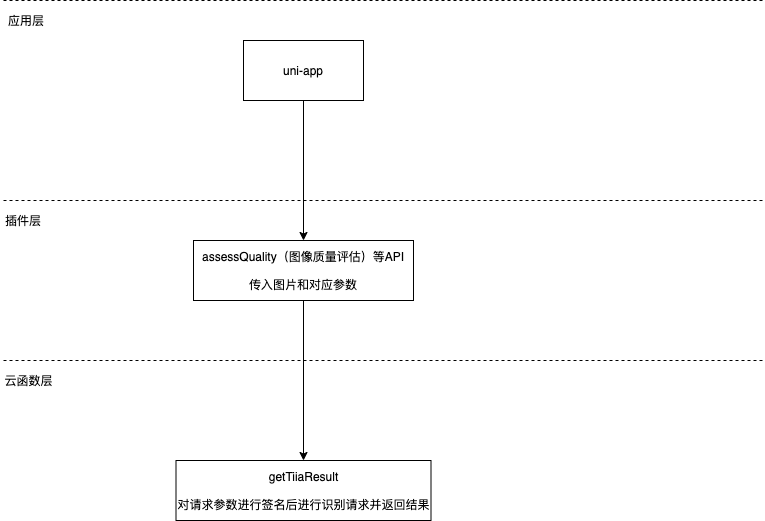 应用层
uni-app
插件层
assessQuality（图像质量评估）等API
传入图片和对应参数
云函数层
getTiiaResult
对请求参数进行签名后进行识别请求并返回结果